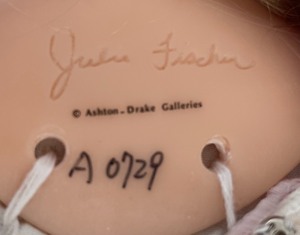 Julie Fischer
© Ashton-Drake Galleries
A 0729